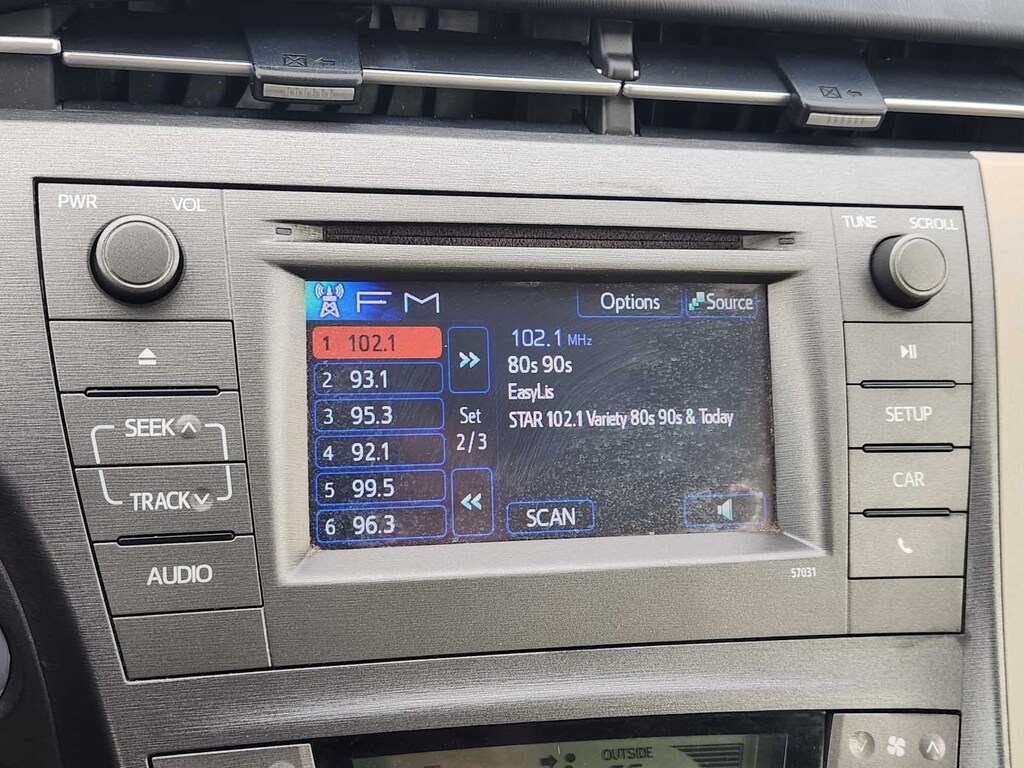 PWR VOL
TUNE SCROLL
FM
Options
Source
1 102.1
2 93.1
3 95.3
4 92.1
5 99.5
6 96.3
Set
2/3
102.1 MHz
80s 90s
EasyLis
STAR 102.1 Variety 80s 90s & Today
SCAN
SEEK
TRACK
AUDIO
SETUP
CAR
57031
OUTSIDE